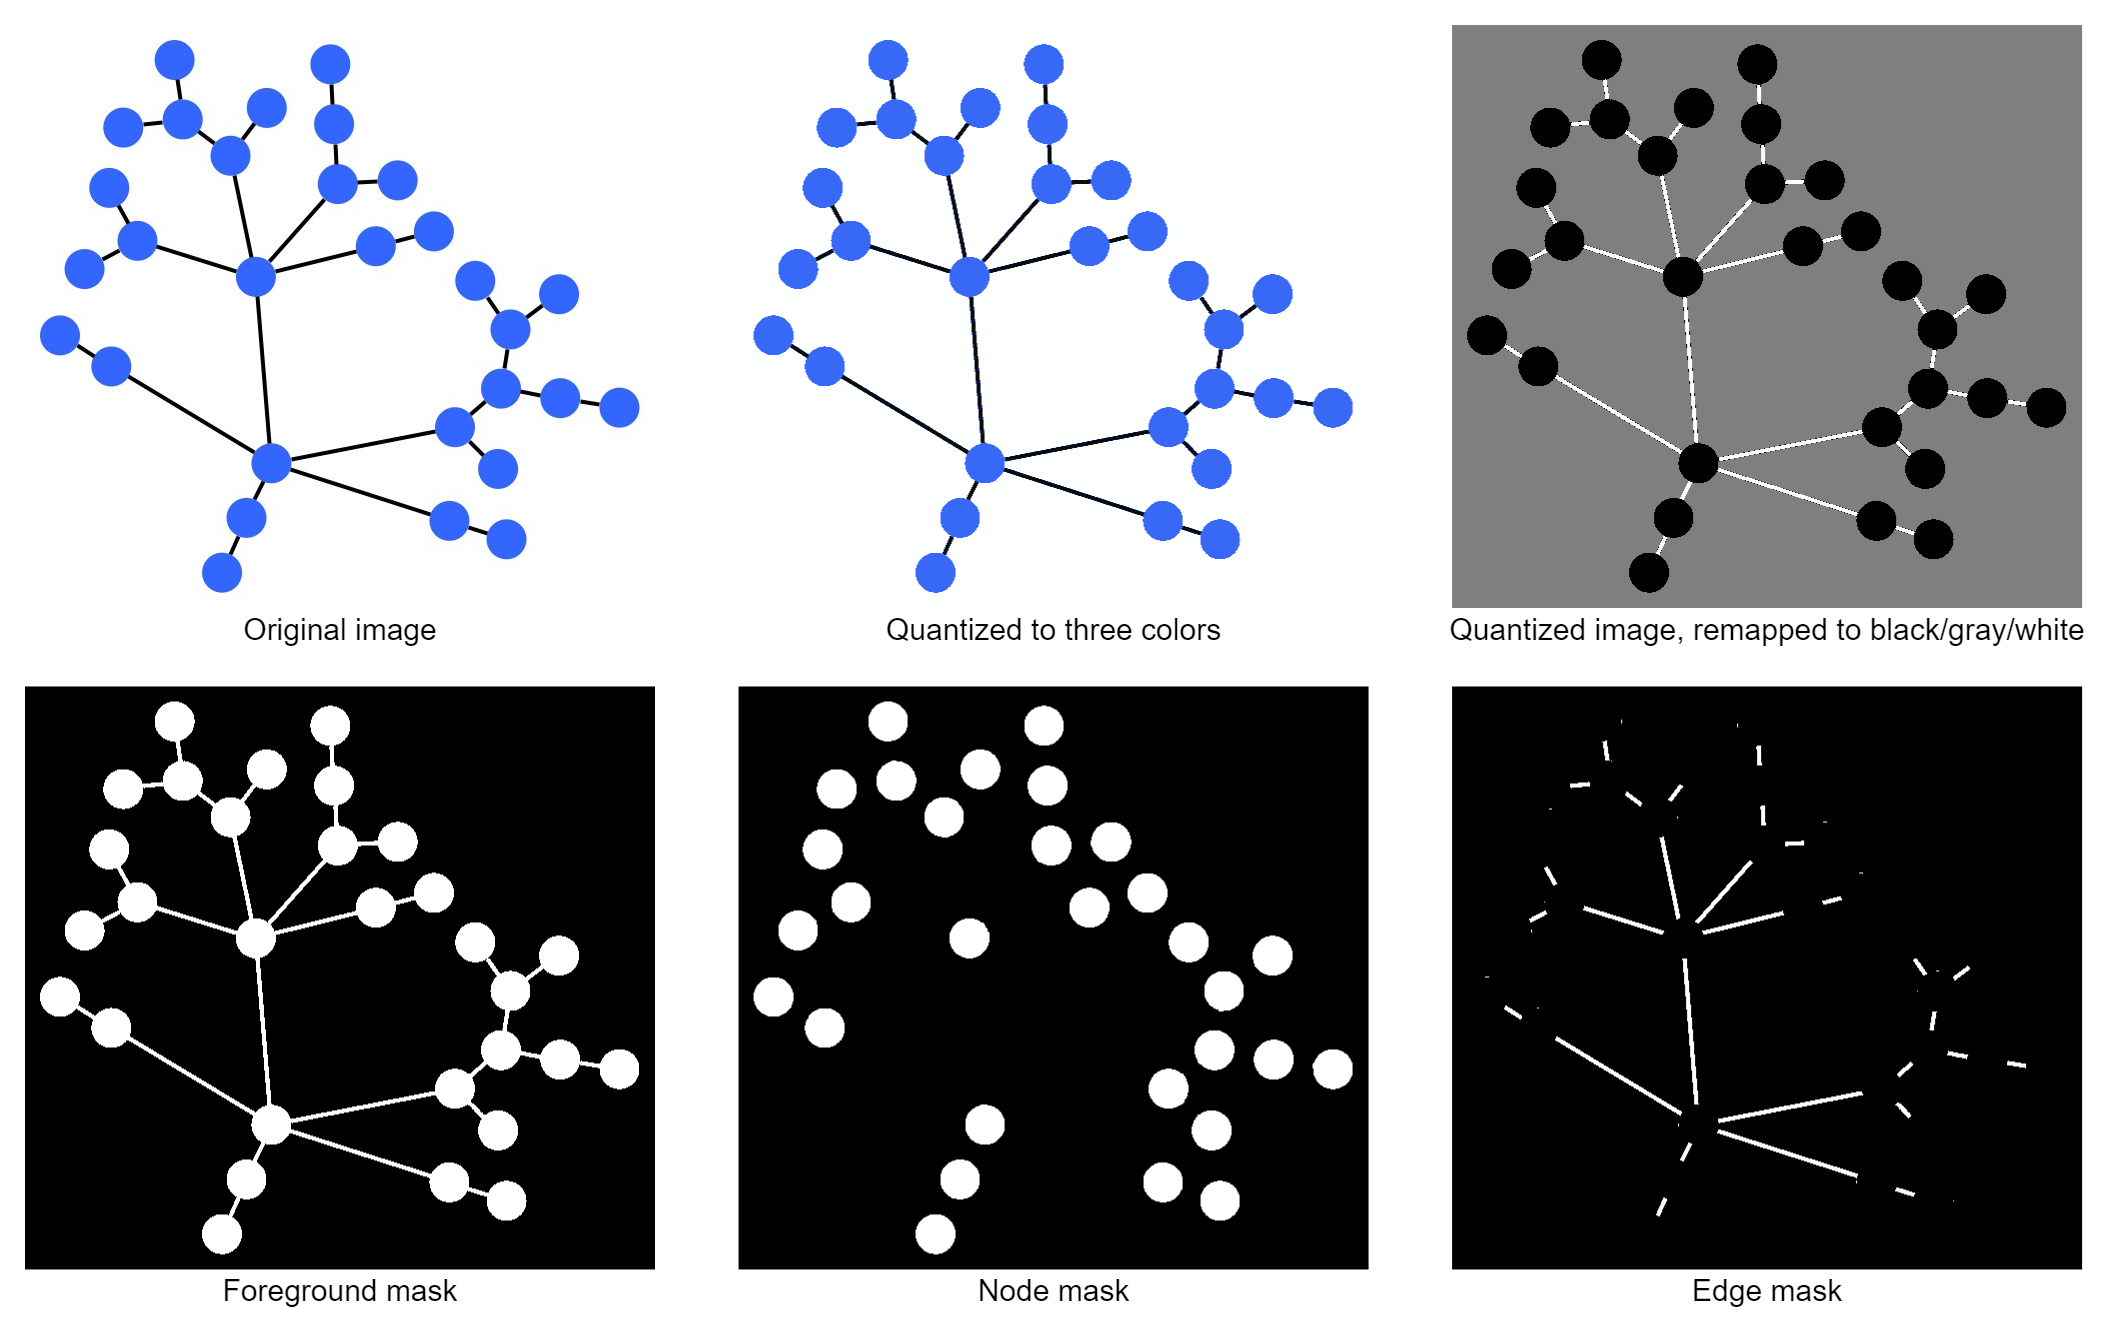 Original image
Quantized to three colors
Quantized image, remapped to black/gray/white
Foreground mask
Node mask
Edge mask